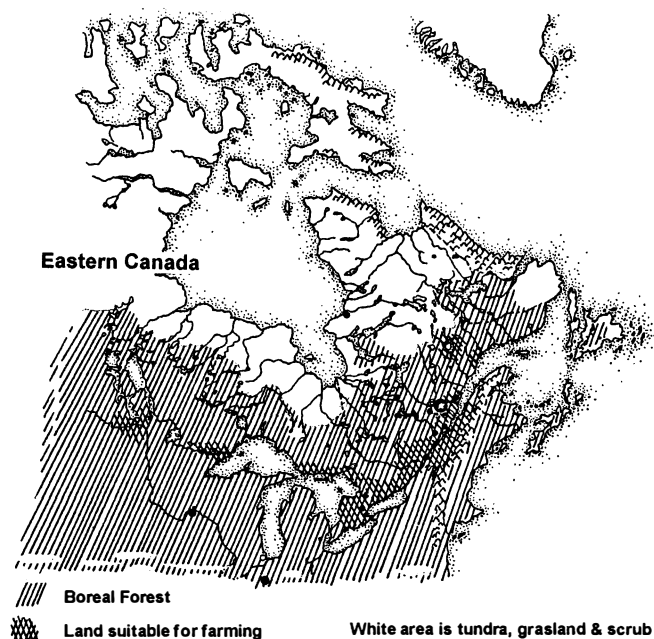 Eastern Canada
Boreal Forest
Land suitable for farming
White area is tundra, grasland & scrub